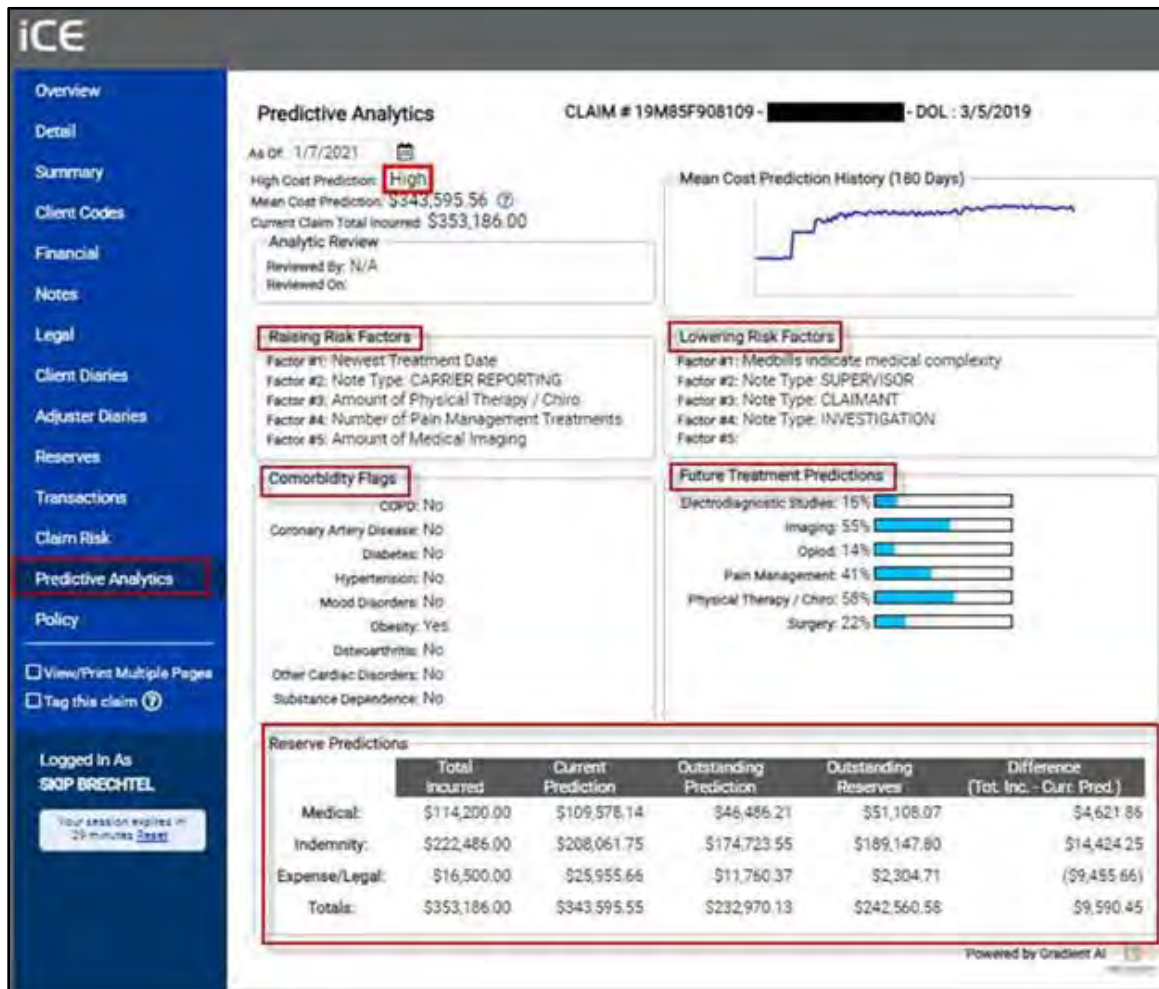 iCE
Overview
Detail
Summary
Client Codes
Financial
Notes
Legal
Client Diaries
Adjuster Diaries
Reserves
Transactions
Claim Risk
Predictive Analytics
Policy
View/Print Multiple Pages
Tag this claim ?
Logged In As
SKIP BRECHTEL
Your session expires in
29 minutes Reset
Predictive Analytics CLAIM # 19M85F908109 - - DOL : 3/5/2019
As Of: 1/7/2021
High Cost Prediction: High
Mean Cost Prediction: $343,595.56 ?
Current Claim Total Incurred: $353,186.00
Analytic Review
Reviewed By: N/A
Reviewed On:
Mean Cost Prediction History (180 Days)
Raising Risk Factors
Factor #1: Newest Treatment Date
Factor #2: Note Type: CARRIER REPORTING
Factor #3: Amount of Physical Therapy / Chiro
Factor #4: Number of Pain Management Treatments
Factor #5: Amount of Medical Imaging
Lowering Risk Factors
Factor #1: Medbills indicate medical complexity
Factor #2: Note Type: SUPERVISOR
Factor #3: Note Type: CLAIMANT
Factor #4: Note Type: INVESTIGATION
Factor #5:
Comorbidity Flags
COPD: No
Coronary Artery Disease: No
Diabetes: No
Hypertension: No
Mood Disorders: No
Obesity: Yes
Osteoarthritis: No
Other Cardiac Disorders: No
Substance Dependence: No
Future Treatment Predictions
Electrodiagnostic Studies: 16%
Imaging: 55%
Opiod: 14%
Pain Management: 41%
Physical Therapy / Chiro: 58%
Surgery: 22%
Reserve Predictions
Total Incurred Current Prediction Outstanding Prediction Outstanding Reserves Difference (Tot. Inc. - Curr. Pred.)
Medical: $114,200.00 $109,578.14 $46,486.21 $51,108.07 $4,621.86
Indemnity: $222,486.00 $208,061.75 $174,723.55 $189,147.80 $14,424.25
Expense/Legal: $16,500.00 $25,955.66 $11,760.37 $2,304.71 ($9,455.66)
Totals: $353,186.00 $343,595.55 $232,970.13 $242,560.58 $9,590.45
Powered by Gradient AI